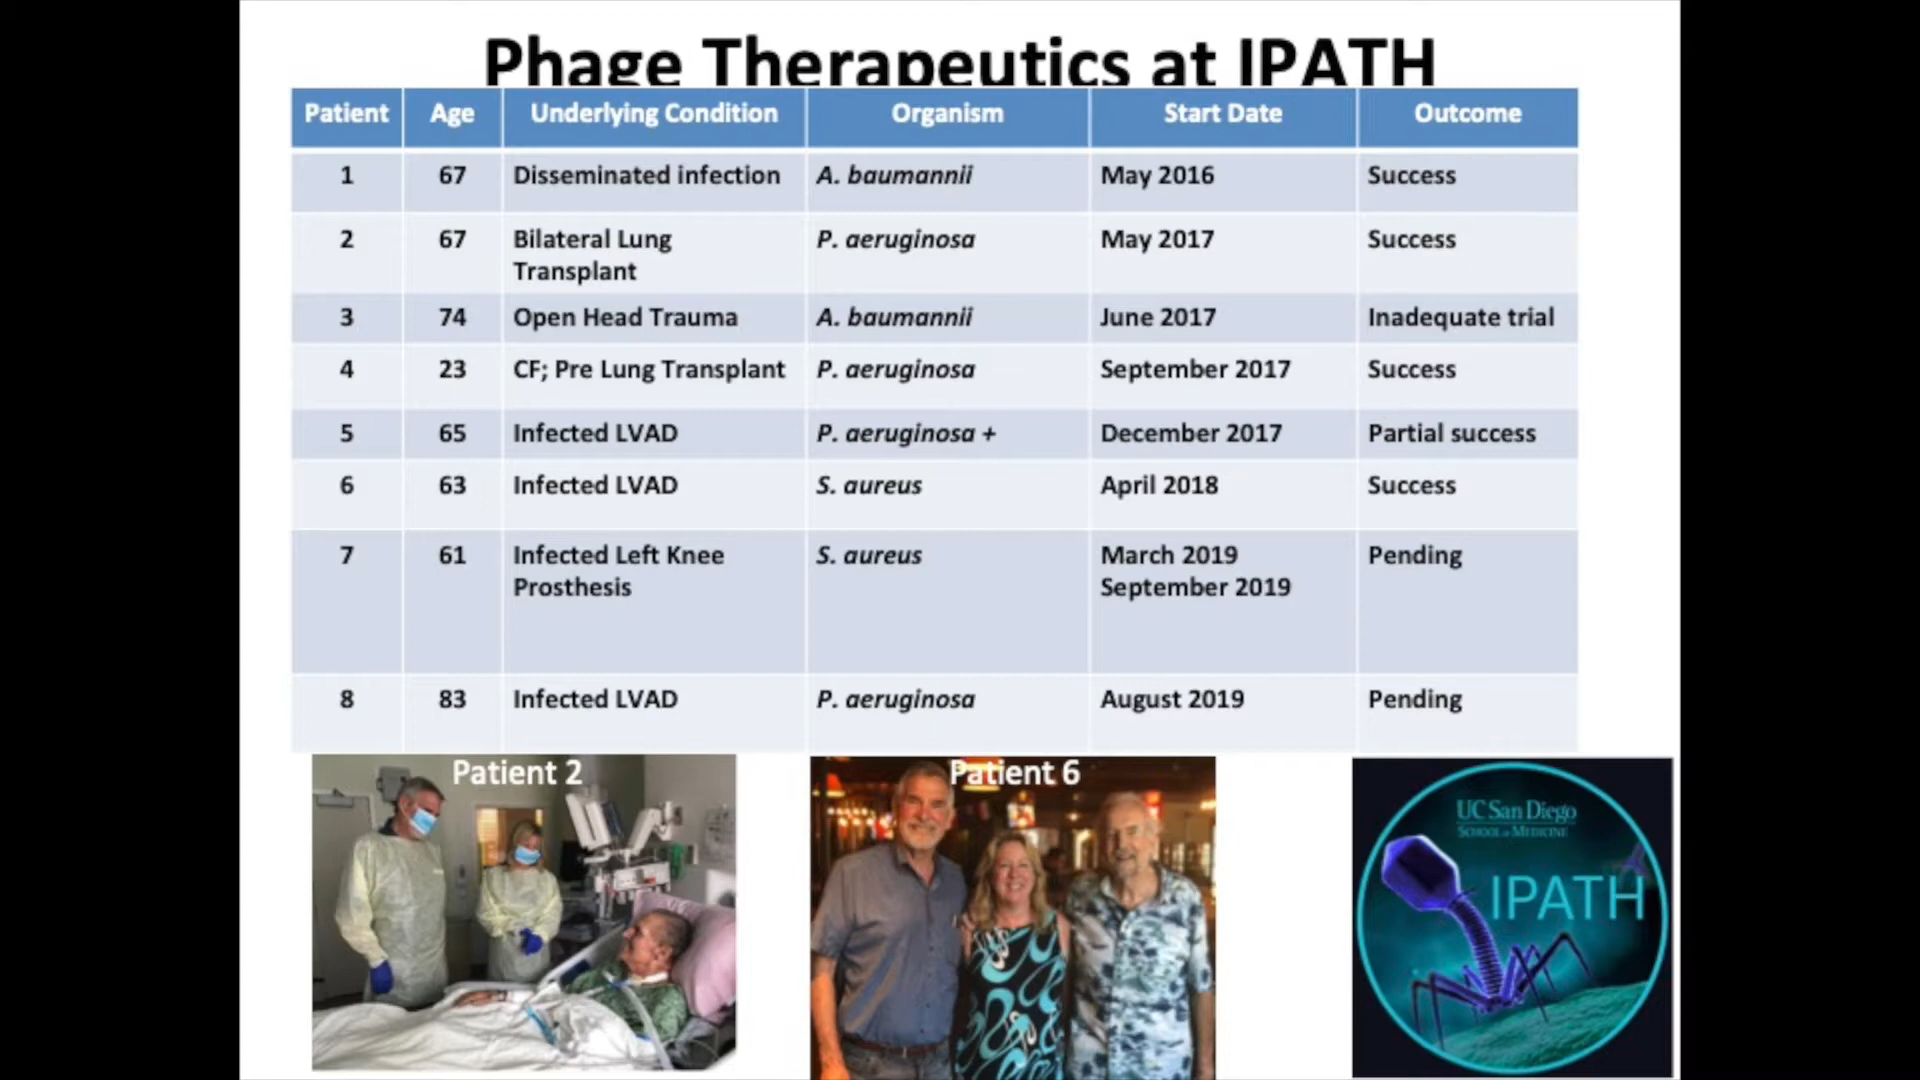 Phage Therapeutics at IPATH
Patient Age Underlying Condition Organism Start Date Outcome
1 67 Disseminated infection A. baumannii May 2016 Success
2 67 Bilateral Lung P. aeruginosa May 2017 Success
Transplant
3 74 Open Head Trauma A. baumannii June 2017 Inadequate trial
4 23 CF; Pre Lung Transplant P. aeruginosa September 2017 Success
5 65 Infected LVAD P. aeruginosa + December 2017 Partial success
6 63 Infected LVAD S. aureus April 2018 Success
7 61 Infected Left Knee S. aureus March 2019 Pending
Prosthesis September 2019
8 83 Infected LVAD P. aeruginosa August 2019 Pending
Patient 2
Patient 6
UC San Diego
SCHOOL OF MEDICINE
IPATH